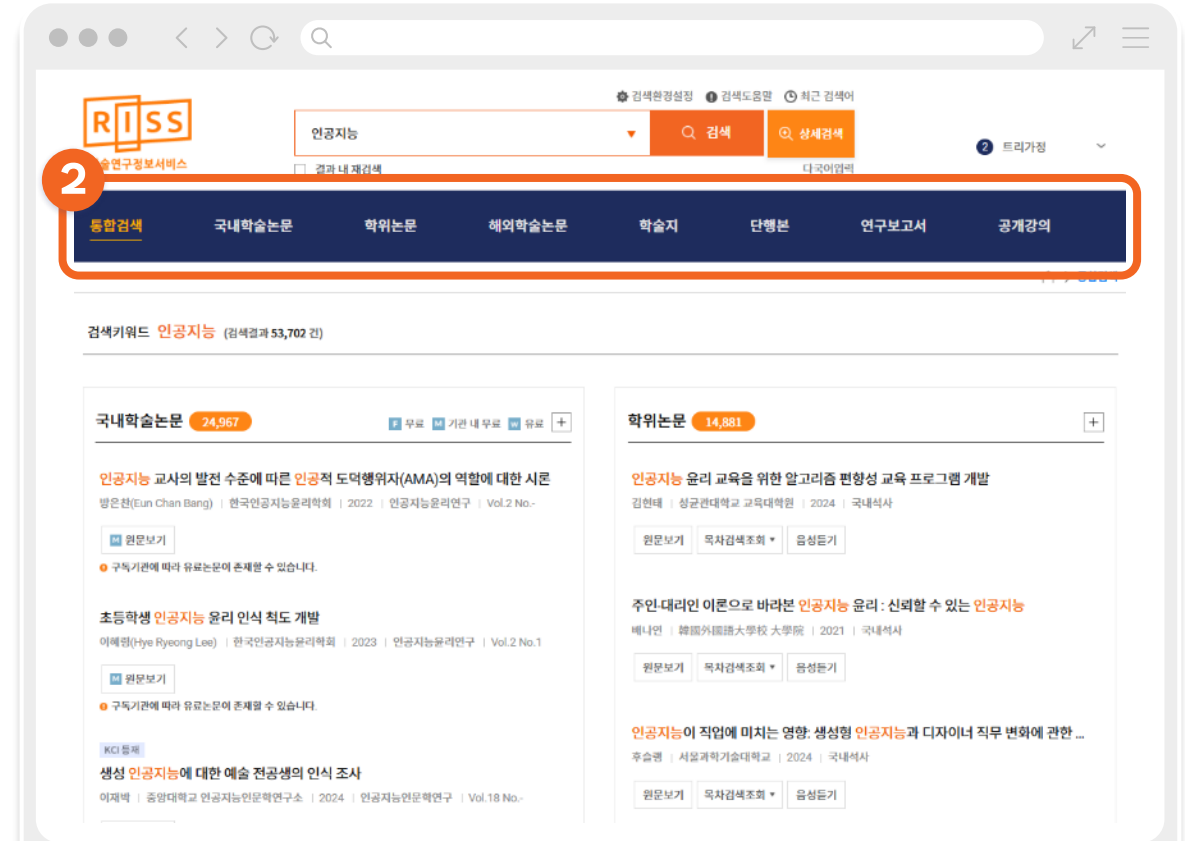 검색환경설정 검색도움말 최근 검색어
RISS
술연구정보서비스
인공지능 ▼ 검색 상세검색
2 트리가정
결과 내 재검색 다국어입력
2
통합검색 국내학술논문 학위논문 해외학술논문 학술지 단행본 연구보고서 공개강의
검색키워드 인공지능 (검색결과 53,702 건)
국내학술논문 24,967 F 무료 M 기관 내 무료 W 유료 +
인공지능 교사의 발전 수준에 따른 인공적 도덕행위자(AMA)의 역할에 대한 시론
방은찬(Eun Chan Bang) | 한국인공지능윤리학회 | 2022 | 인공지능윤리연구 | Vol.2 No.-
M 원문보기
구독기관에 따라 유료논문이 존재할 수 있습니다.
초등학생 인공지능 윤리 인식 척도 개발
이혜령(Hye Ryeong Lee) | 한국인공지능윤리학회 | 2023 | 인공지능윤리연구 | Vol.2 No.1
M 원문보기
구독기관에 따라 유료논문이 존재할 수 있습니다.
KCI 등재
생성 인공지능에 대한 예술 전공생의 인식 조사
이재박 | 중앙대학교 인공지능인문학연구소 | 2024 | 인공지능인문학연구 | Vol.18 No.-
학위논문 14,881 +
인공지능 윤리 교육을 위한 알고리즘 편향성 교육 프로그램 개발
김현태 | 성균관대학교 교육대학원 | 2024 | 국내석사
원문보기 목차검색조회 ▾ 음성듣기
주인-대리인 이론으로 바라본 인공지능 윤리 : 신뢰할 수 있는 인공지능
배나연 | 韓國外國語大學校 大學院 | 2021 | 국내석사
원문보기 목차검색조회 ▾ 음성듣기
인공지능이 직업에 미치는 영향: 생성형 인공지능과 디자이너 직무 변화에 관한 ...
후슬램 | 서울과학기술대학교 | 2024 | 국내석사
원문보기 목차검색조회 ▾ 음성듣기